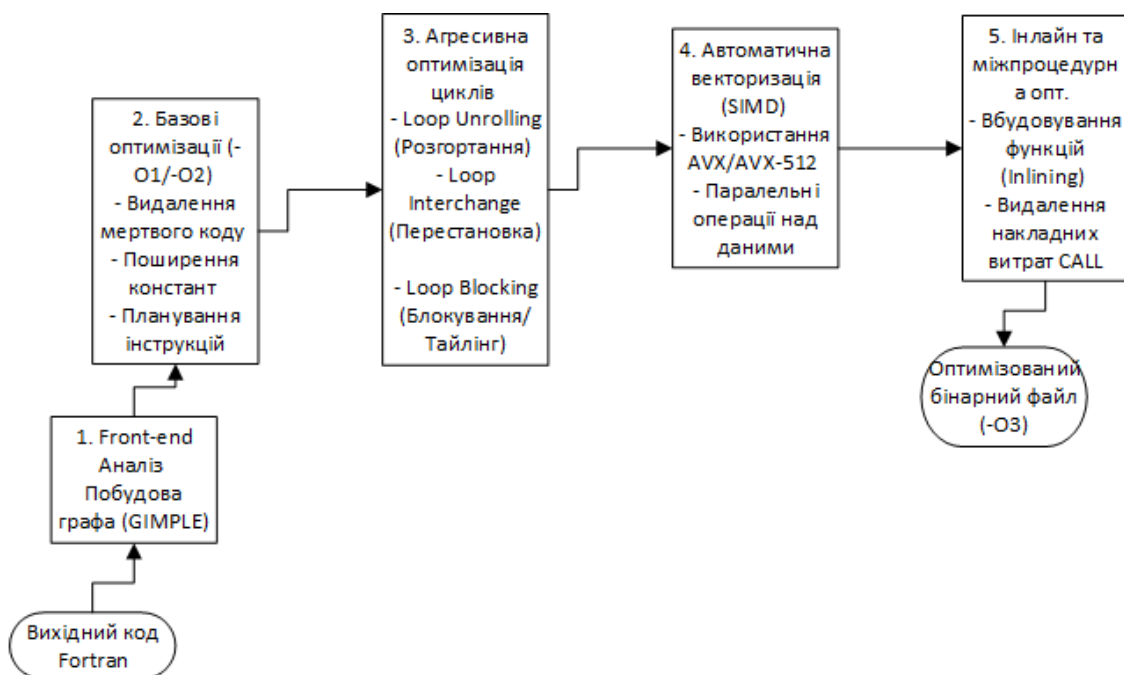 Вихідний код
Fortran
1. Front-end
Аналіз
Побудова
графа (GIMPLE)
2. Базові
оптимізації (-
O1/-O2)
- Видалення
мертвого коду
- Поширення
констант
- Планування
інструкцій
3. Агресивна
оптимізація
циклів
- Loop Unrolling
(Розгортання)
- Loop
Interchange
(Перестановка)
- Loop Blocking
(Блокування/
Тайлінг)
4. Автоматична
векторизація
(SIMD)
- Використання
AVX/AVX-512
- Паралельні
операції над
даними
5. Інлайн та
міжпроцедурн
а опт.
- Вбудовування
функцій
(Inlining)
- Видалення
накладних
витрат CALL
Оптимізований
бінарний файл
(-O3)